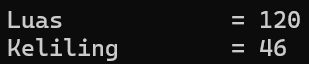 Luas            = 120
Keliling        = 46